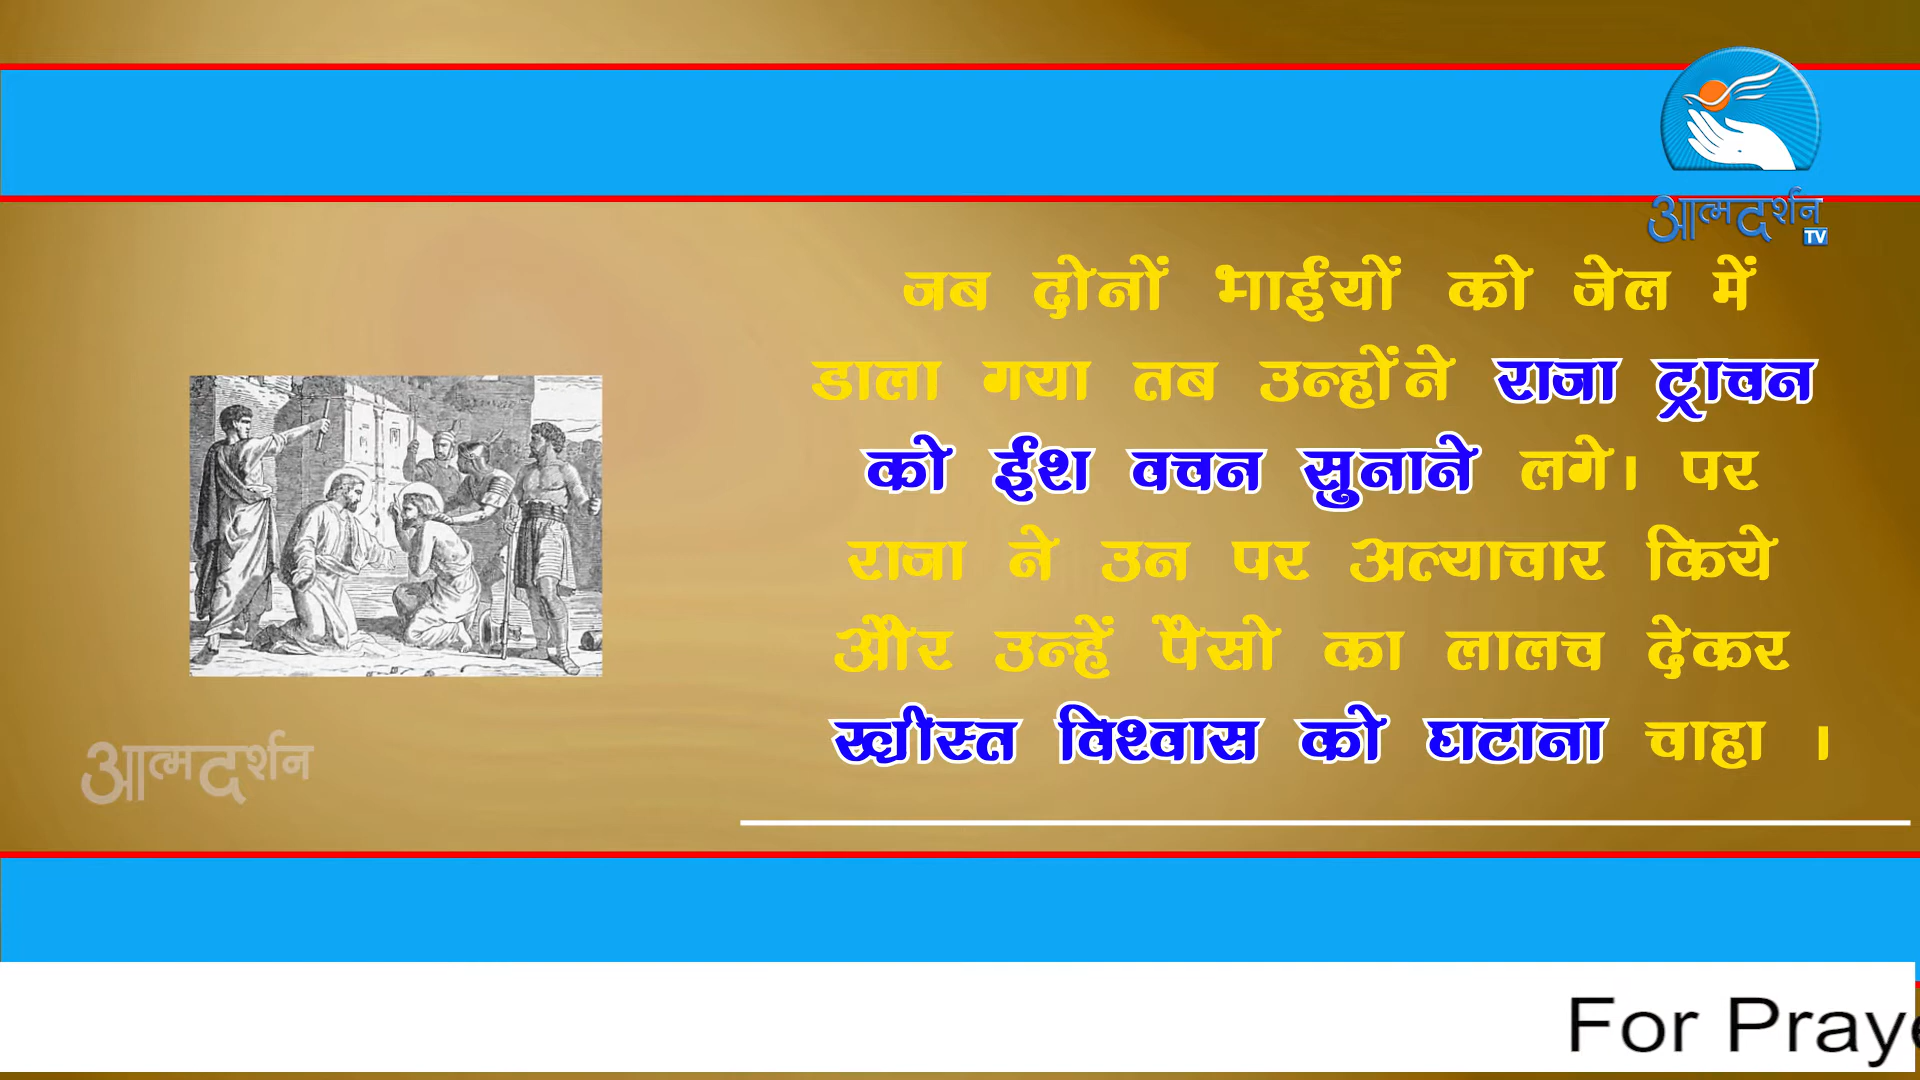 आत्मदर्शन
TV
जब दोनों भाईयों को जेल में
डाला गया तब उन्होंने राजा ट्राचन
को ईश वचन सुनाने लगे। पर
राजा ने उन पर अत्याचार किये
और उन्हें पैसो का लालच देकर
ख्रीस्त विश्वास को घटाना चाहा ।
आत्मदर्शन
For Praye